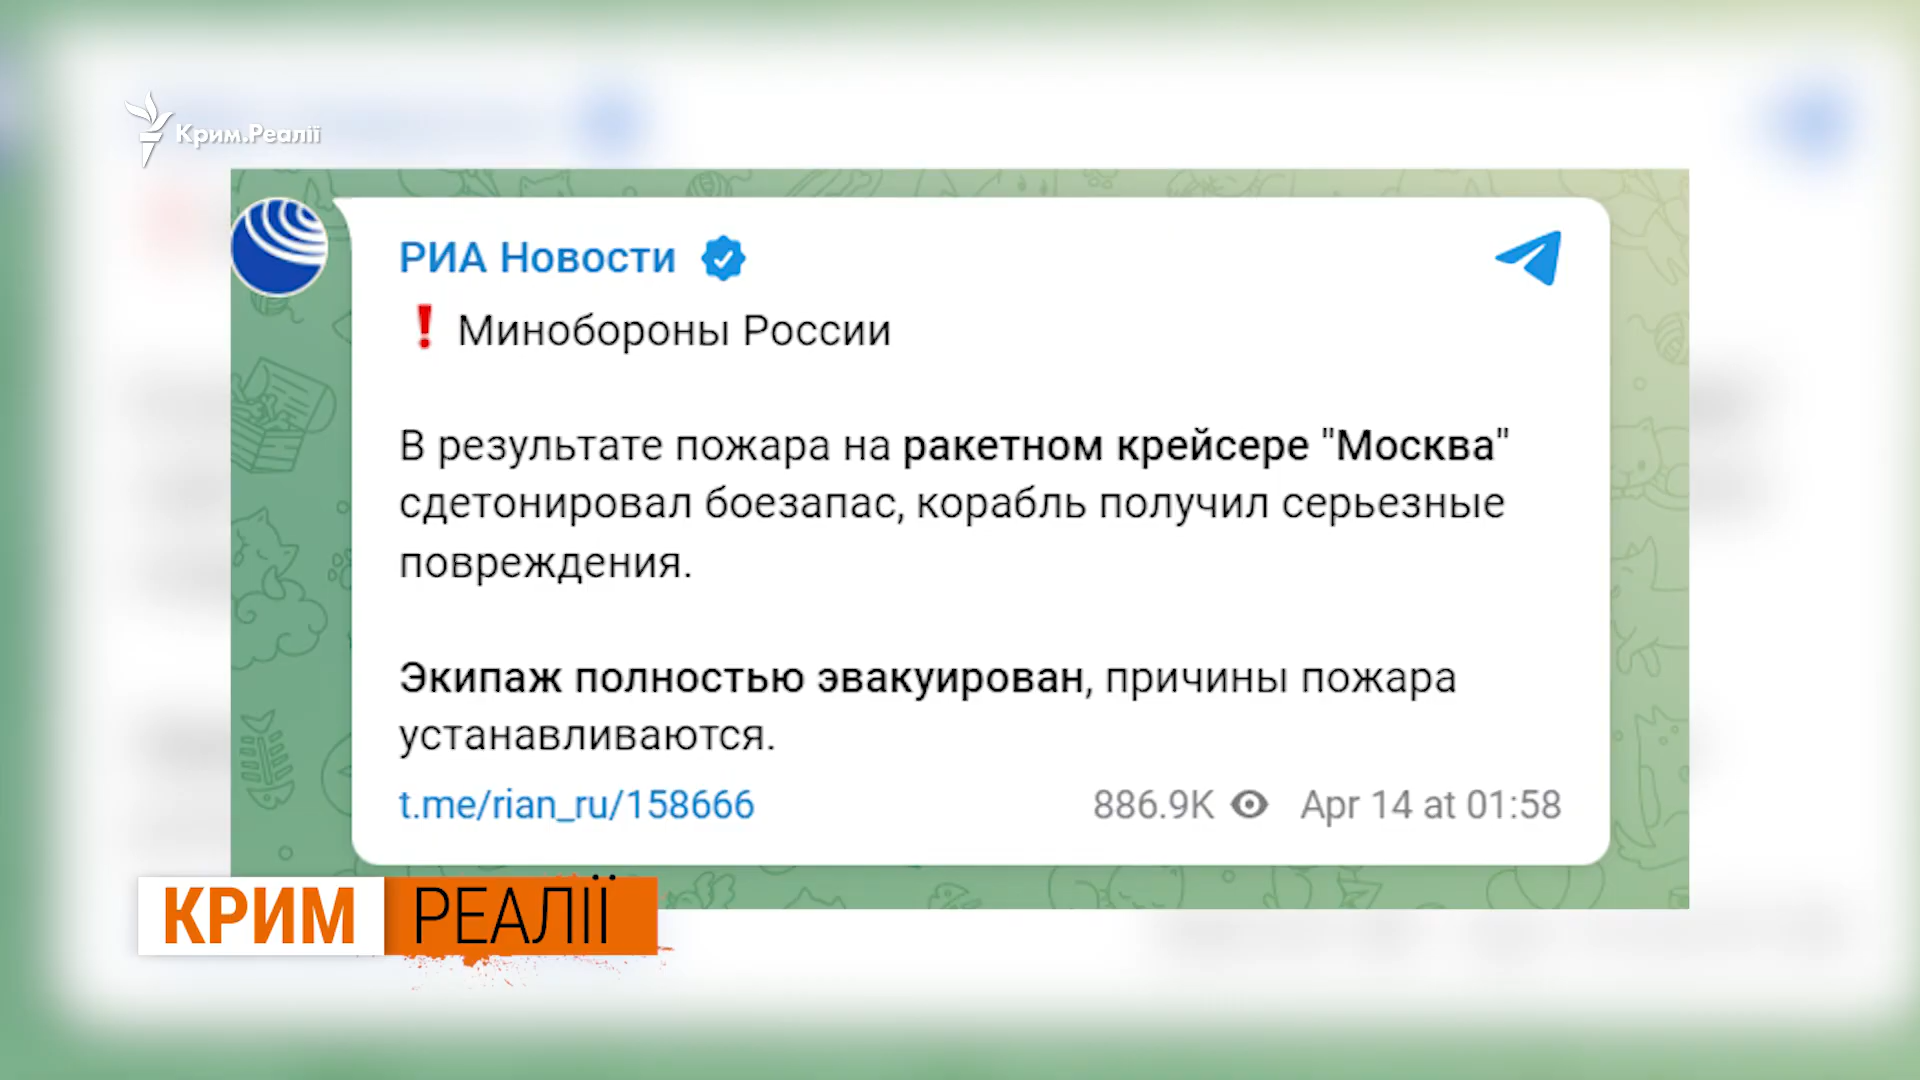 Крим.Реалії
РИА Новости
❗ Минобороны России
В результате пожара на ракетном крейсере "Москва"
сдетонировал боезапас, корабль получил серьезные
повреждения.
Экипаж полностью эвакуирован, причины пожара
устанавливаются.
t.me/rian_ru/158666 886.9K Apr 14 at 01:58
КРИМ РЕАЛІЇ